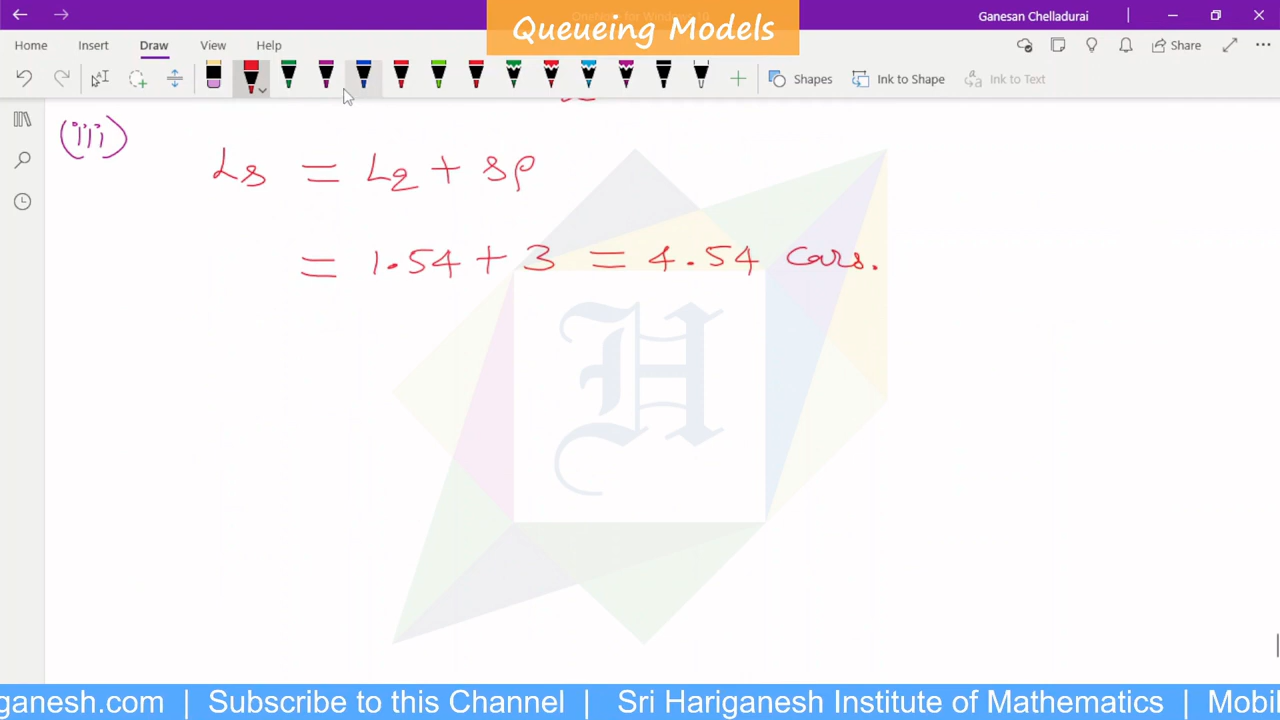 Queueing Models
Ganesan Chelladurai
Home Insert Draw View Help
Share
Shapes Ink to Shape Ink to Text
(iii)
Ls = Lq + sρ
= 1.54 + 3 = 4.54 cars.
H
ganesh.com | Subscribe to this Channel | Sri Hariganesh Institute of Mathematics | Mobi